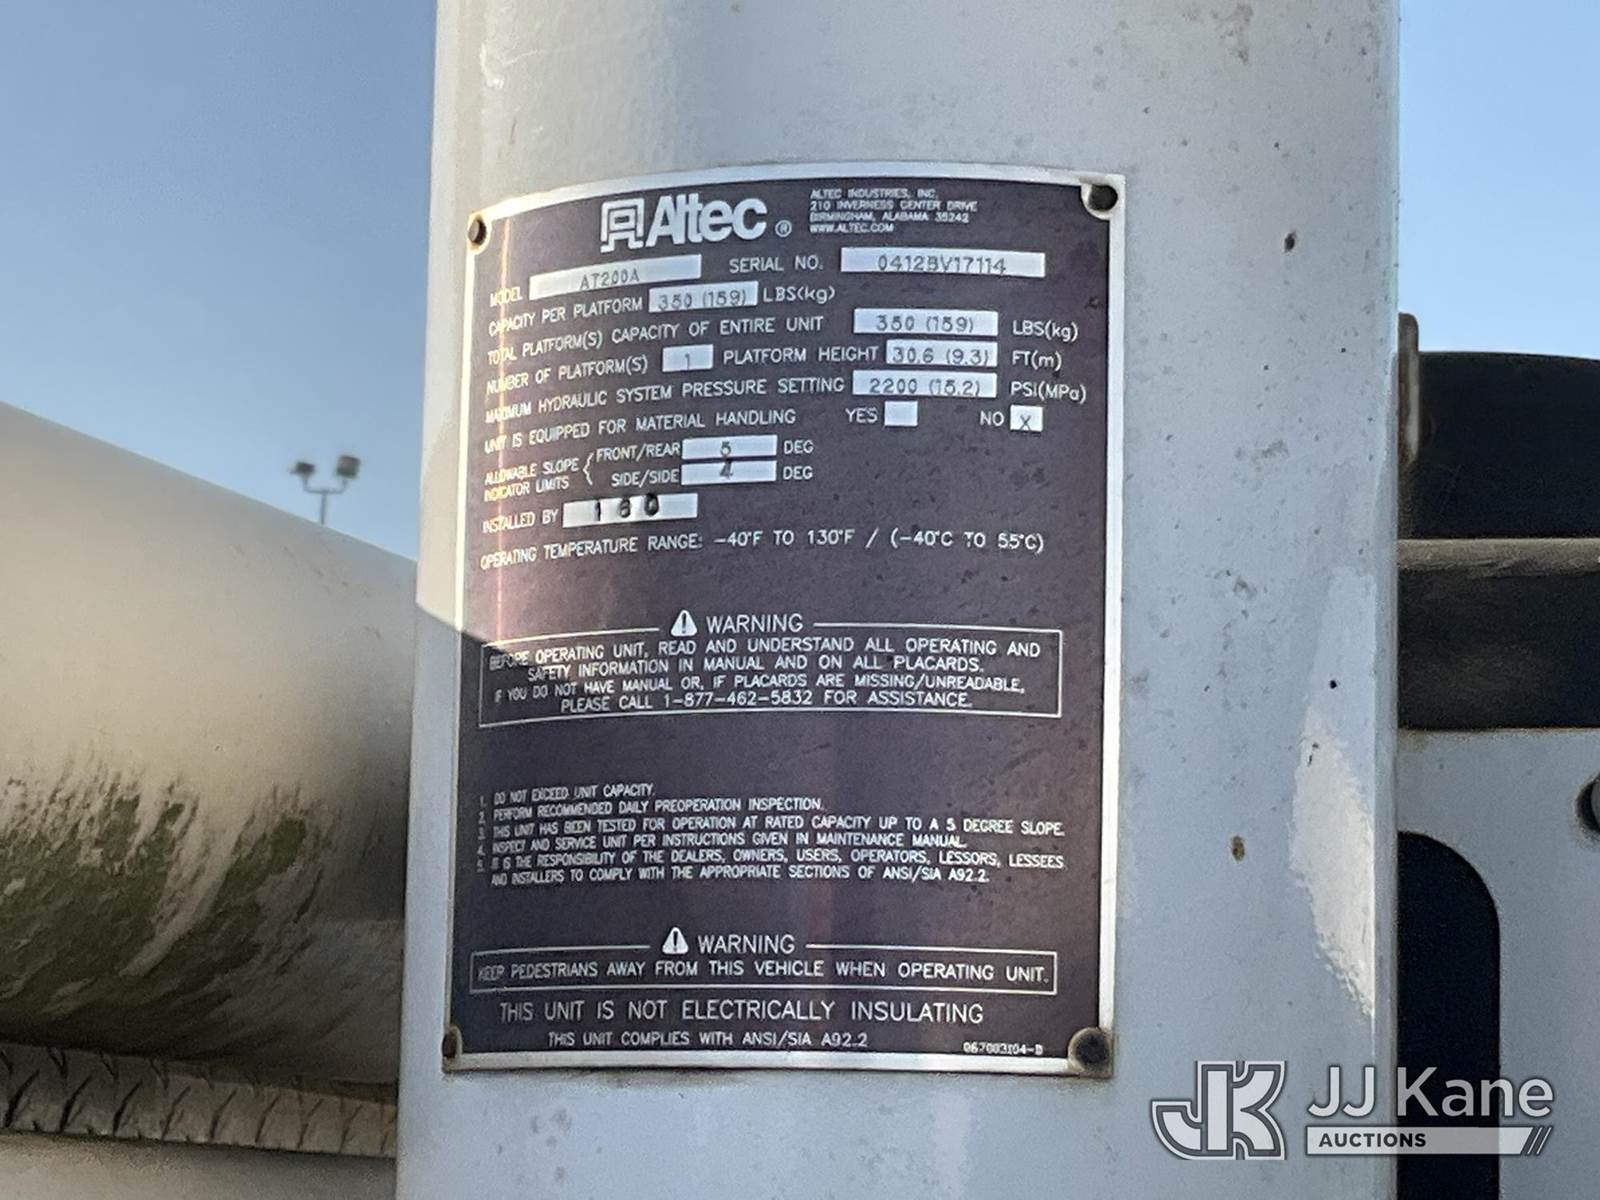 Altec ®
ALTEC INDUSTRIES, INC.
210 INVERNESS CENTER DRIVE
BIRMINGHAM, ALABAMA 35242
WWW.ALTEC.COM
MODEL AT200A SERIAL NO. 0412BV17114
CAPACITY PER PLATFORM 350 (159) LBS(kg)
TOTAL PLATFORM(S) CAPACITY OF ENTIRE UNIT 350 (159) LBS(kg)
NUMBER OF PLATFORM(S) 1 PLATFORM HEIGHT 30.6 (9.3) FT(m)
MAXIMUM HYDRAULIC SYSTEM PRESSURE SETTING 2200 (15.2) PSI(MPa)
UNIT IS EQUIPPED FOR MATERIAL HANDLING YES NO X
ALLOWABLE SLOPE INDICATOR LIMITS { FRONT/REAR 5 DEG
SIDE/SIDE 4 DEG
INSTALLED BY 160
OPERATING TEMPERATURE RANGE: -40°F TO 130°F / (-40°C TO 55°C)
WARNING
BEFORE OPERATING UNIT, READ AND UNDERSTAND ALL OPERATING AND
SAFETY INFORMATION IN MANUAL AND ON ALL PLACARDS.
IF YOU DO NOT HAVE MANUAL OR, IF PLACARDS ARE MISSING/UNREADABLE,
PLEASE CALL 1-877-462-5832 FOR ASSISTANCE.
1. DO NOT EXCEED UNIT CAPACITY.
2. PERFORM RECOMMENDED DAILY PREOPERATION INSPECTION.
3. THIS UNIT HAS BEEN TESTED FOR OPERATION AT RATED CAPACITY UP TO A 5 DEGREE SLOPE.
4. INSPECT AND SERVICE UNIT PER INSTRUCTIONS GIVEN IN MAINTENANCE MANUAL.
5. IT IS THE RESPONSIBILITY OF THE DEALERS, OWNERS, USERS, OPERATORS, LESSORS, LESSEES
AND INSTALLERS TO COMPLY WITH THE APPROPRIATE SECTIONS OF ANSI/SIA A92.2.
WARNING
KEEP PEDESTRIANS AWAY FROM THIS VEHICLE WHEN OPERATING UNIT.
THIS UNIT IS NOT ELECTRICALLY INSULATING
THIS UNIT COMPLIES WITH ANSI/SIA A92.2
067003104-B
JK JJ Kane
AUCTIONS